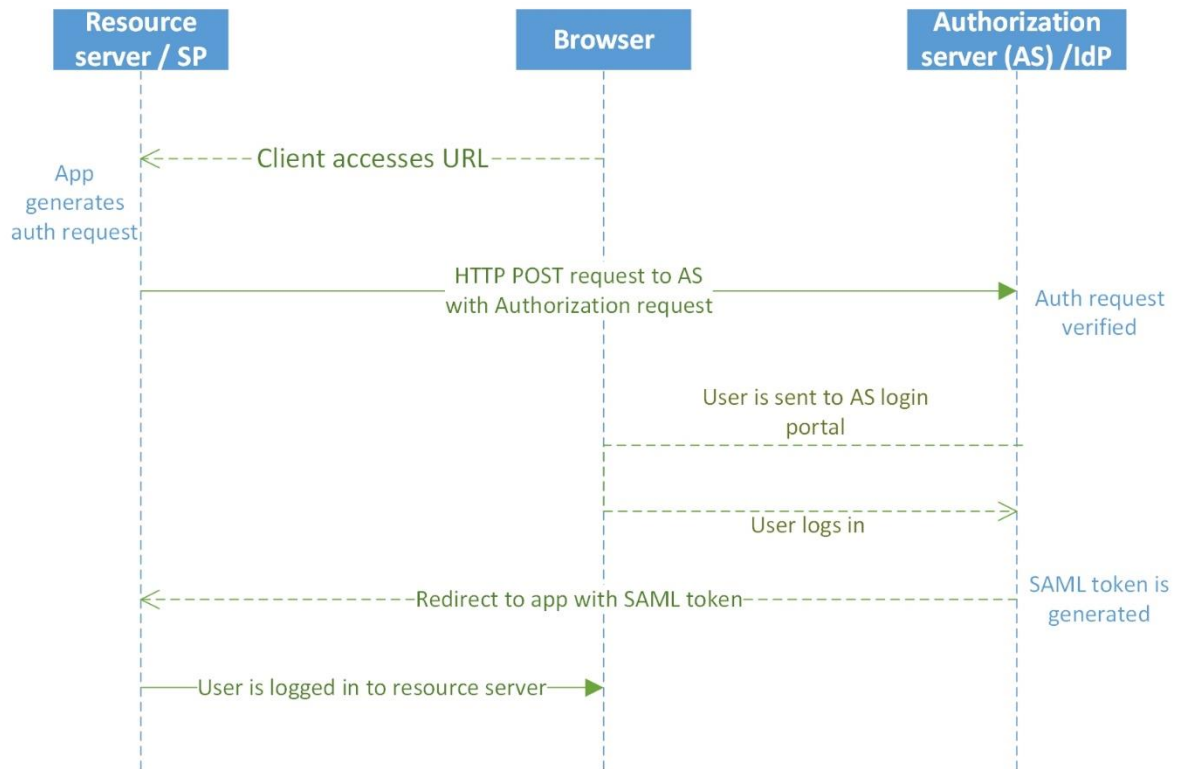 Resource
server / SP
Browser
Authorization
server (AS) /IdP
Client accesses URL
App
generates
auth request
HTTP POST request to AS
with Authorization request
Auth request
verified
User is sent to AS login
portal
User logs in
Redirect to app with SAML token
SAML token is
generated
User is logged in to resource server